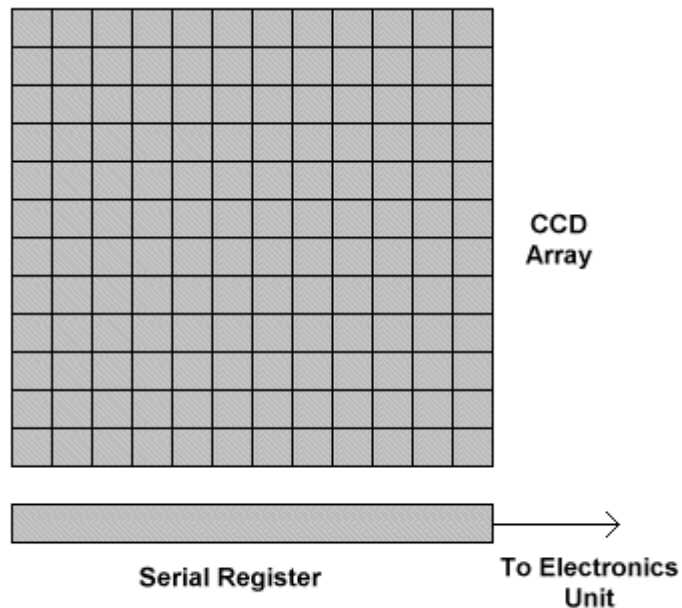 CCD
Array
Serial Register
To Electronics
Unit